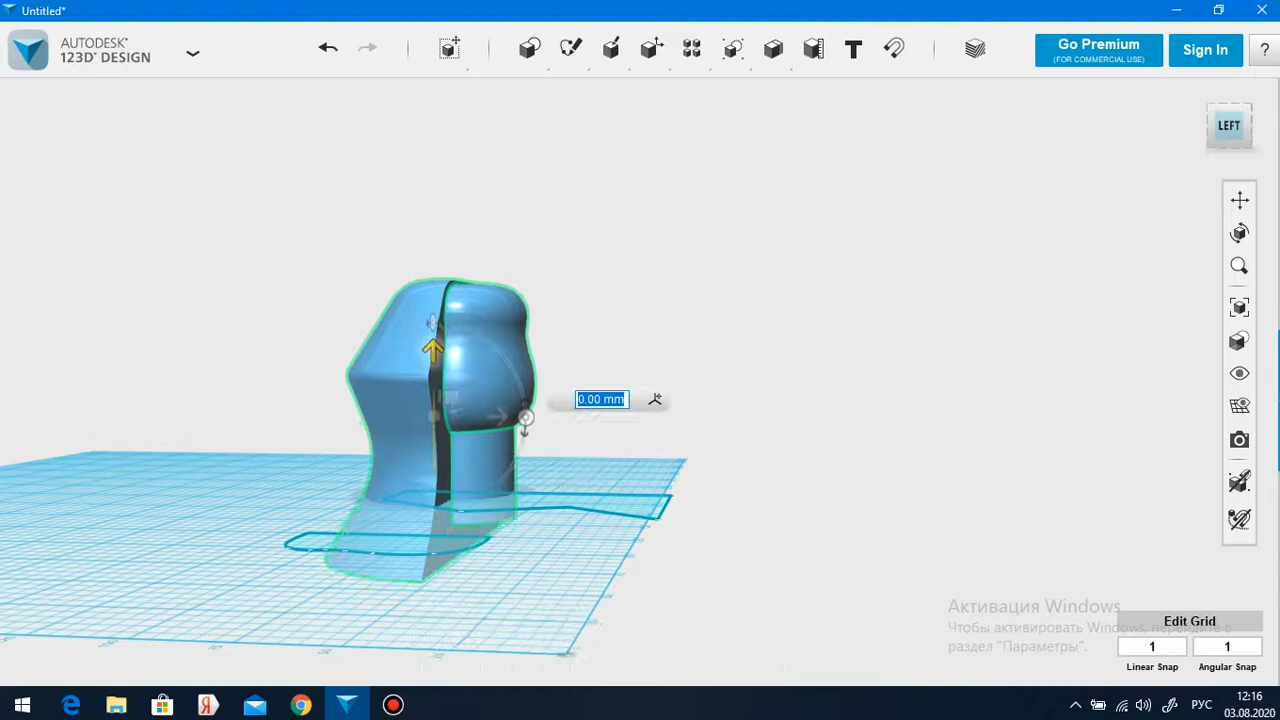 Untitled*
AUTODESK®
123D® DESIGN
Go Premium
(FOR COMMERCIAL USE)
Sign In
?
LEFT
0.00 mm
Активация Windows
Чтобы активировать Windows, перейдите в
раздел "Параметры".
Edit Grid
1
1
Linear Snap
Angular Snap
РУС
12:16
03.08.2020